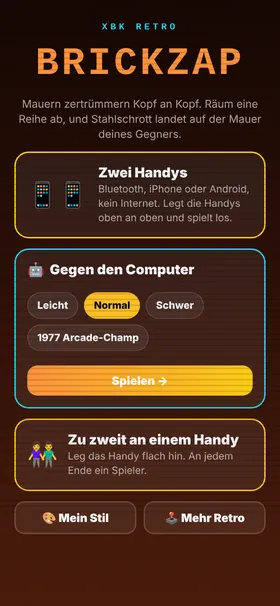 XBK RETRO
BRICKZAP
Mauern zertrümmern Kopf an Kopf. Räum eine
Reihe ab, und Stahlschrott landet auf der Mauer
deines Gegners.
Zwei Handys
Bluetooth, iPhone oder Android,
kein Internet. Legt die Handys
oben an oben und spielt los.
Gegen den Computer
Leicht
Normal
Schwer
1977 Arcade-Champ
Spielen →
Zu zweit an einem Handy
Leg das Handy flach hin. An jedem
Ende ein Spieler.
Mein Stil
Mehr Retro